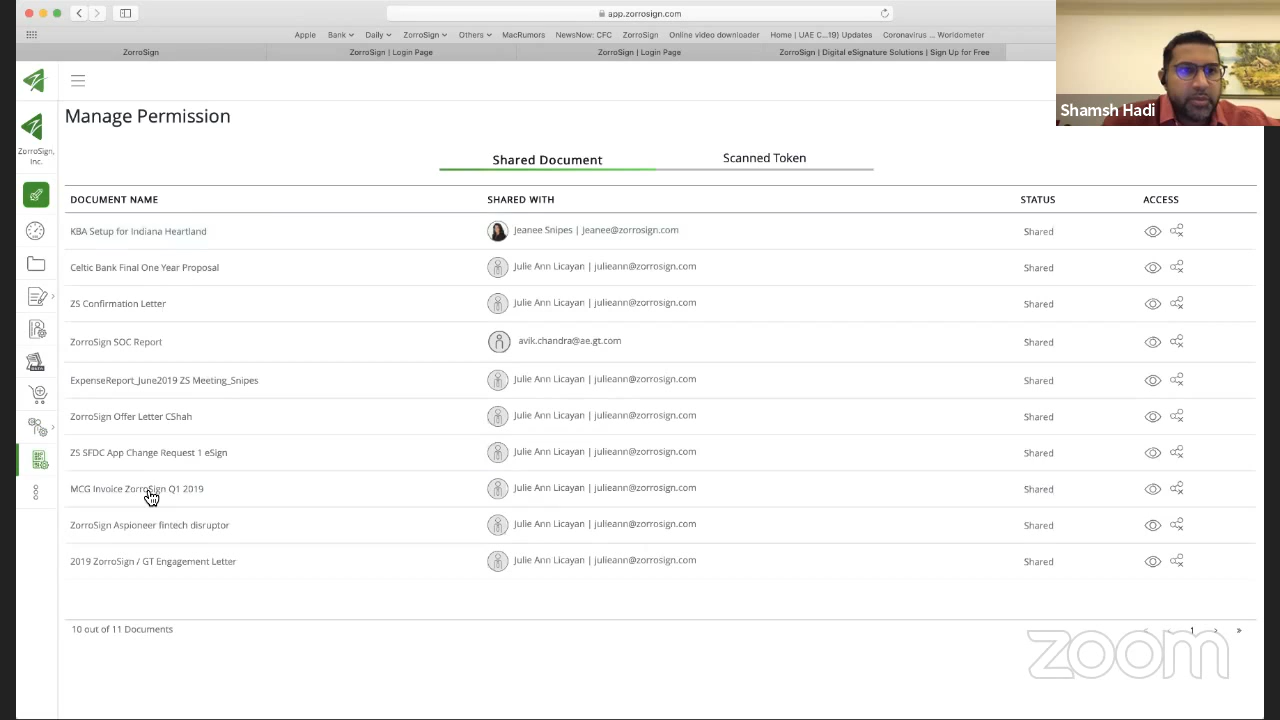 app.zorrosign.com
Apple Bank Daily ZorroSign Others MacRumors NewsNow: CFC ZorroSign Online video downloader Home | UAE C...19) Updates Coronavirus ... Worldometer
ZorroSign ZorroSign | Login Page ZorroSign | Login Page ZorroSign | Digital eSignature Solutions | Sign Up for Free
Shamsh Hadi
ZorroSign, Inc.
Manage Permission
Shared Document Scanned Token
DOCUMENT NAME SHARED WITH STATUS ACCESS
KBA Setup for Indiana Heartland Jeanee Snipes | Jeanee@zorrosign.com Shared
Celtic Bank Final One Year Proposal Julie Ann Licayan | julieann@zorrosign.com Shared
ZS Confirmation Letter Julie Ann Licayan | julieann@zorrosign.com Shared
ZorroSign SOC Report avik.chandra@ae.gt.com Shared
ExpenseReport_June2019 ZS Meeting_Snipes Julie Ann Licayan | julieann@zorrosign.com Shared
ZorroSign Offer Letter CShah Julie Ann Licayan | julieann@zorrosign.com Shared
ZS SFDC App Change Request 1 eSign Julie Ann Licayan | julieann@zorrosign.com Shared
MCG Invoice ZorroSign Q1 2019 Julie Ann Licayan | julieann@zorrosign.com Shared
ZorroSign Aspioneer fintech disruptor Julie Ann Licayan | julieann@zorrosign.com Shared
2019 ZorroSign / GT Engagement Letter Julie Ann Licayan | julieann@zorrosign.com Shared
10 out of 11 Documents « ‹ 1 › »
zoom